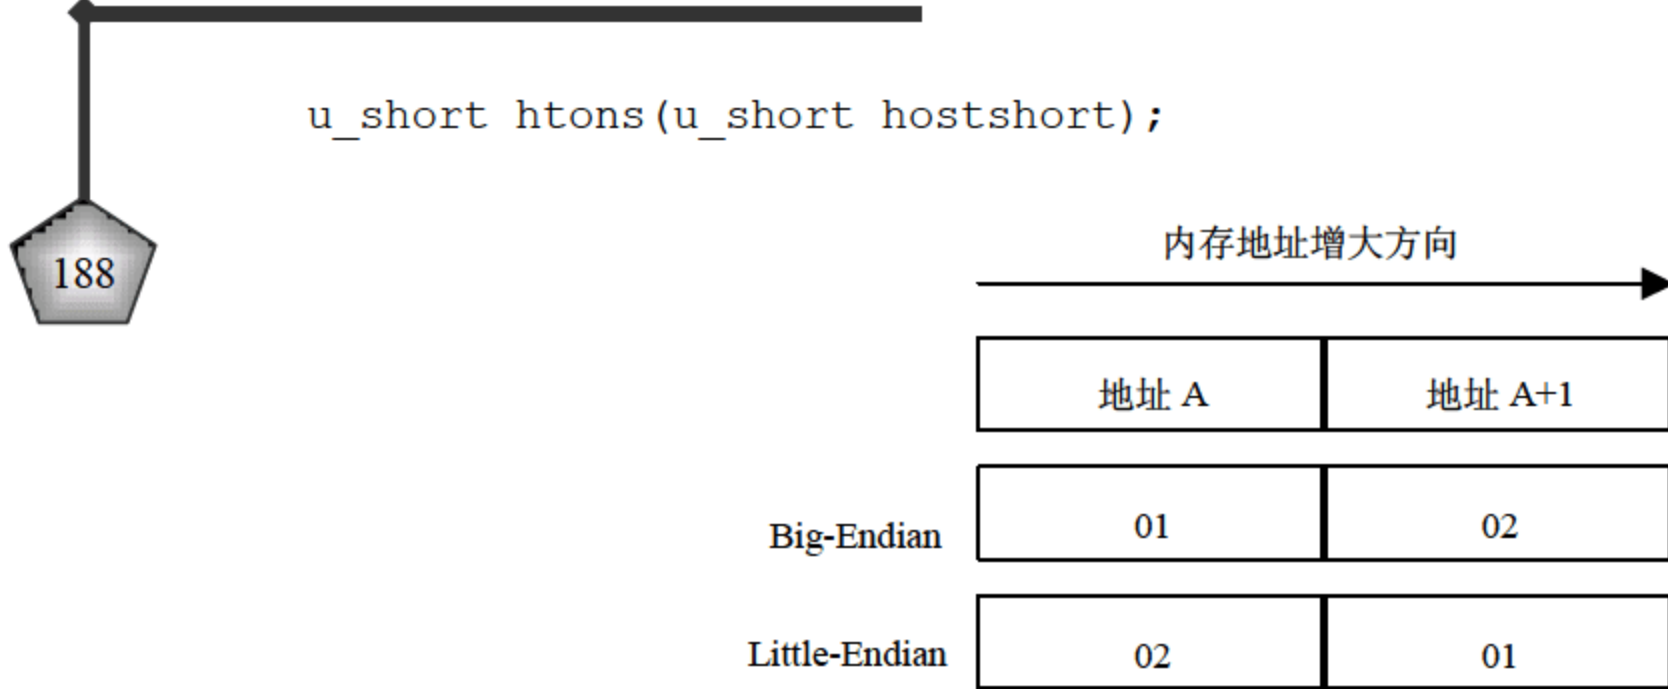 u_short htons(u_short hostshort);
188
内存地址增大方向
地址 A 地址 A+1
Big-Endian 01 02
Little-Endian 02 01